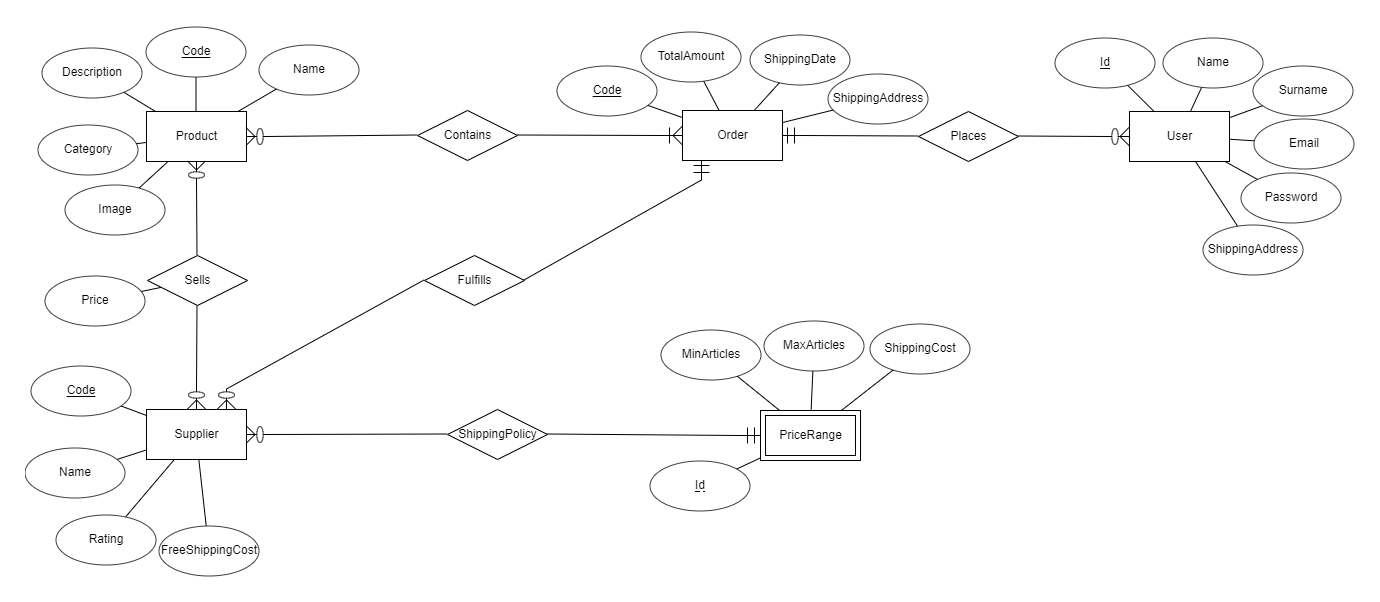 Code
Description
Name
Product
Category
Image
Contains
TotalAmount
ShippingDate
Code
ShippingAddress
Order
Places
Id
Name
Surname
User
Email
Password
ShippingAddress
Sells
Price
Fulfills
MinArticles
MaxArticles
ShippingCost
Code
Supplier
ShippingPolicy
PriceRange
Name
Id
Rating
FreeShippingCost